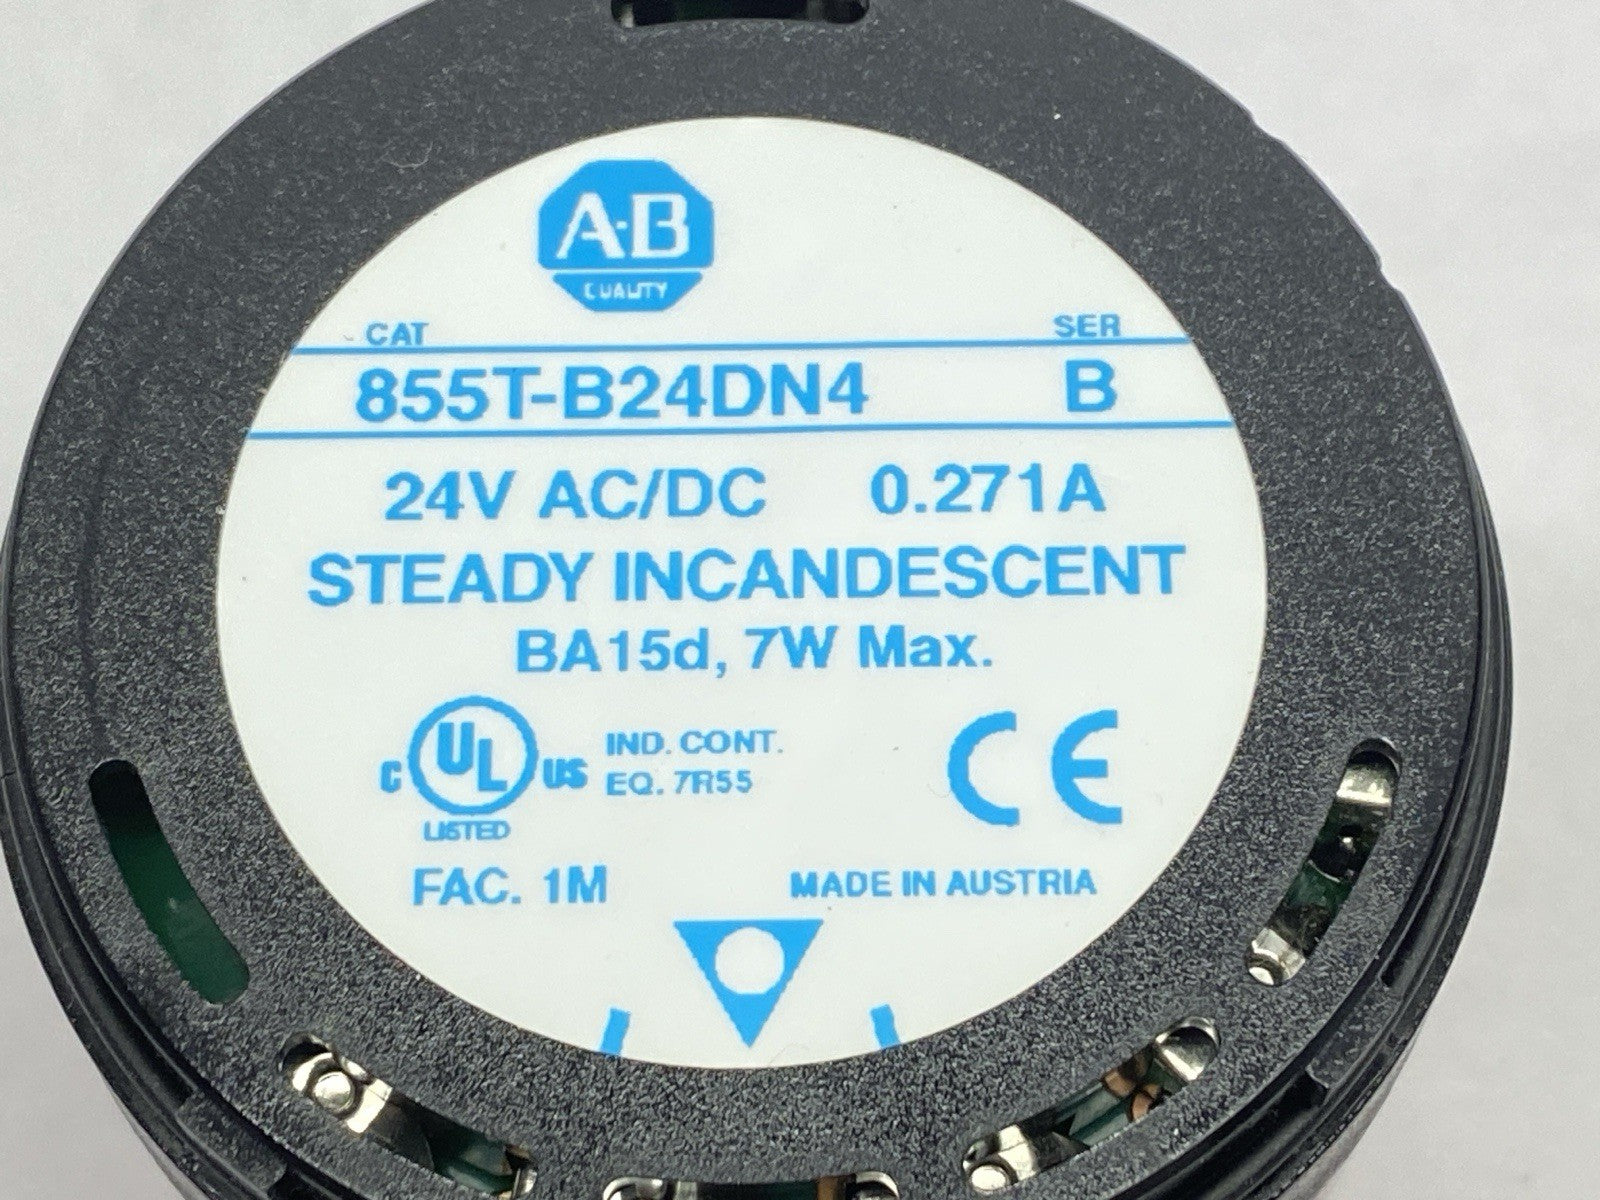 A-B
QUALITY
CAT SER
855T-B24DN4 B
24V AC/DC 0.271A
STEADY INCANDESCENT
BA15d, 7W Max.
C UL US
LISTED
IND. CONT.
EQ. 7R55
CE
FAC. 1M MADE IN AUSTRIA